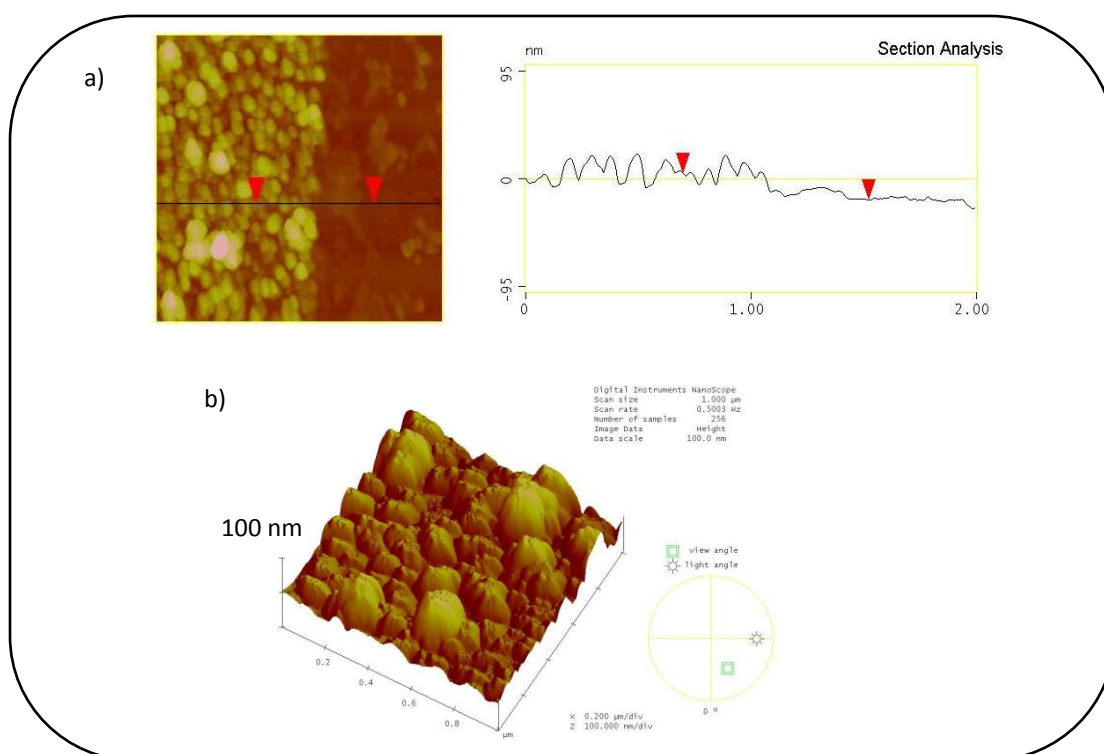 a)
nm
Section Analysis
95
0
-95
0
1.00
2.00
b)
Digital Instruments NanoScope
Scan size 1.000 µm
Scan rate 0.5003 Hz
Number of samples 256
Image Data Height
Data scale 100.0 nm
100 nm
view angle
light angle
0.2
0.4
0.6
0.8
µm
X 0.200 µm/div
Z 100.000 nm/div
0 °